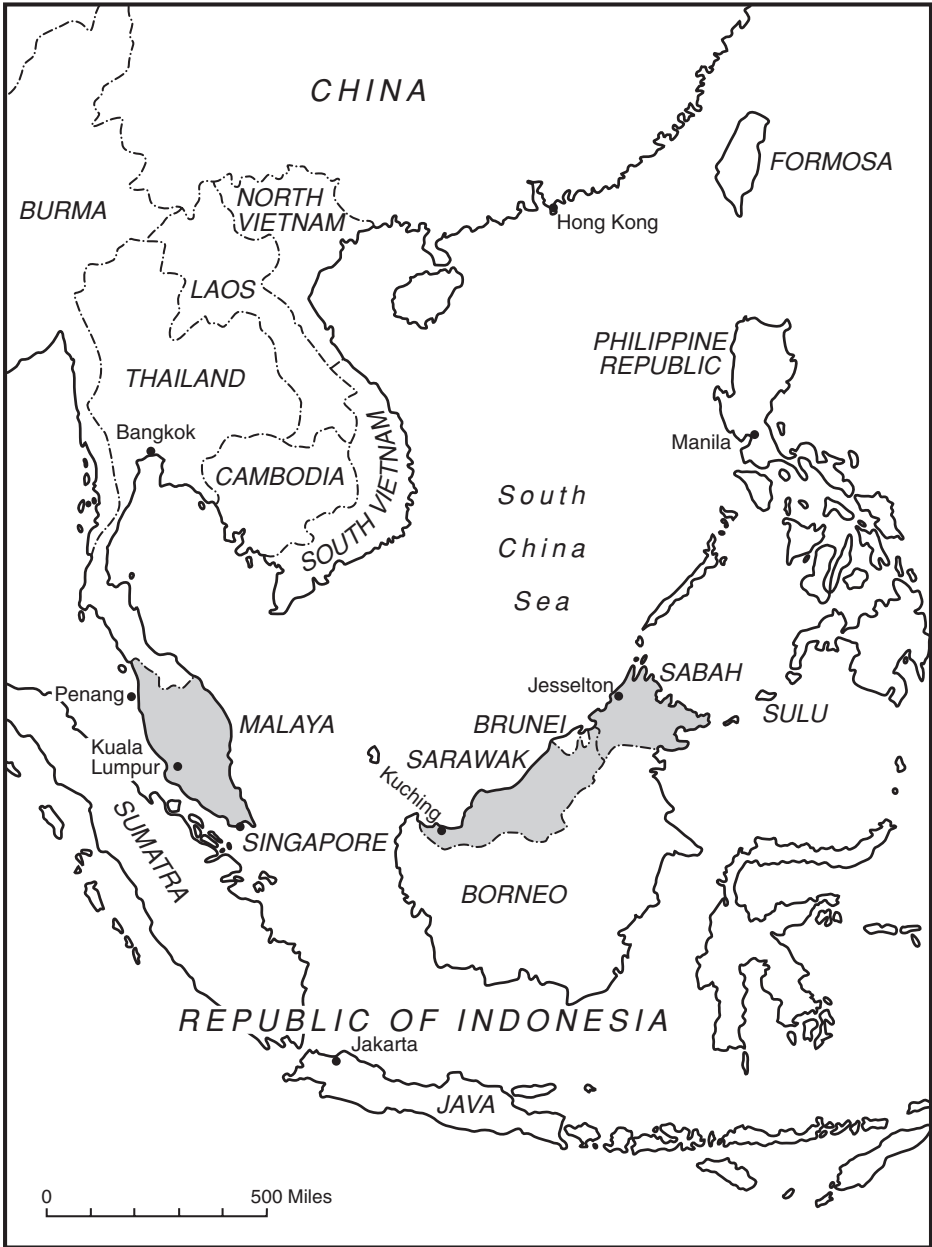 CHINA
FORMOSA
BURMA
NORTH
VIETNAM
Hong Kong
LAOS
PHILIPPINE
REPUBLIC
THAILAND
Bangkok
Manila
CAMBODIA
SOUTH VIETNAM
South
China
Sea
SABAH
Jesselton
Penang
SULU
MALAYA
BRUNEI
Kuala
Lumpur
SARAWAK
Kuching
SUMATRA
SINGAPORE
BORNEO
REPUBLIC OF INDONESIA
Jakarta
JAVA
0 500 Miles